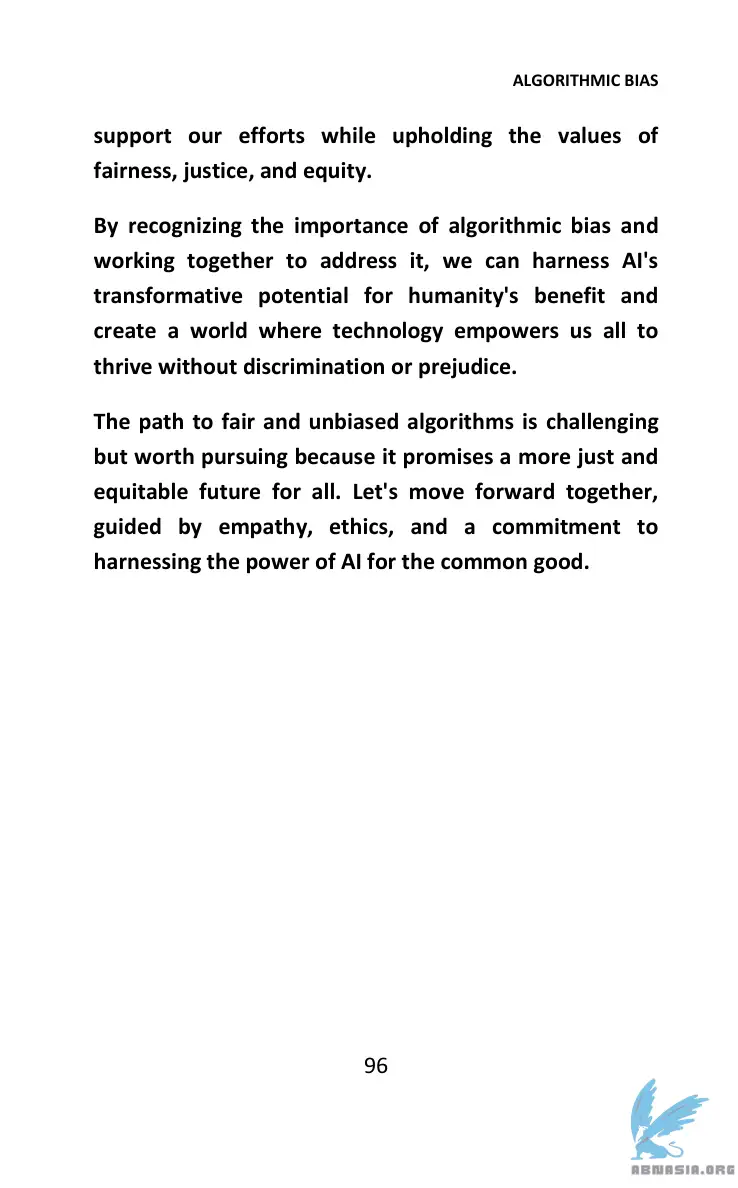 ALGORITHMIC BIAS
support our efforts while upholding the values of
fairness, justice, and equity.
By recognizing the importance of algorithmic bias and
working together to address it, we can harness AI's
transformative potential for humanity's benefit and
create a world where technology empowers us all to
thrive without discrimination or prejudice.
The path to fair and unbiased algorithms is challenging
but worth pursuing because it promises a more just and
equitable future for all. Let's move forward together,
guided by empathy, ethics, and a commitment to
harnessing the power of AI for the common good.
96
ABNASIA.ORG